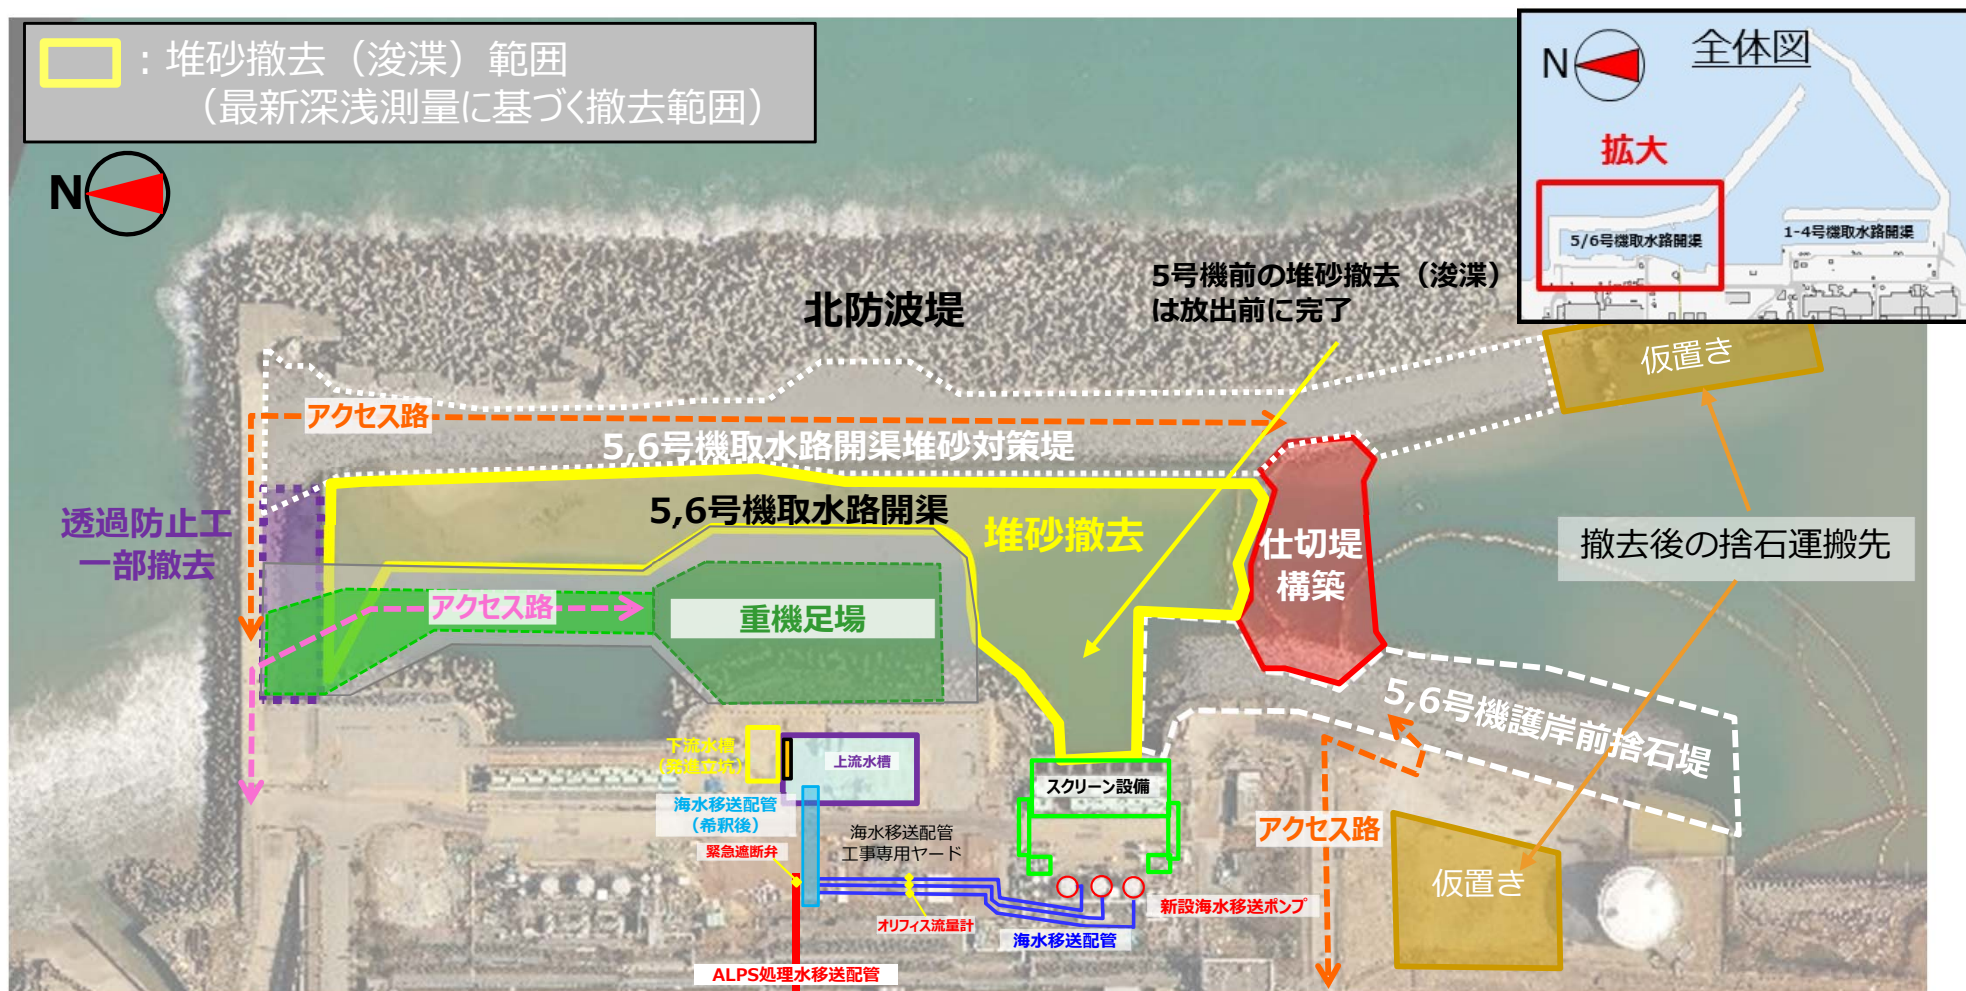 ：堆砂撤去（浚渫）範囲
（最新深浅測量に基づく撤去範囲）
N
N
全体図
拡大
5/6号機取水路開渠
1-4号機取水路開渠
北防波堤
5号機前の堆砂撤去（浚渫）
は放出前に完了
仮置き
アクセス路
5,6号機取水路開渠堆砂対策堤
透過防止工
一部撤去
5,6号機取水路開渠
堆砂撤去
仕切堤
構築
撤去後の捨石運搬先
アクセス路
重機足場
5,6号機護岸前捨石堤
下流水槽
（発進立坑）
上流水槽
スクリーン設備
海水移送配管
（希釈後）
海水移送配管
工事専用ヤード
緊急遮断弁
アクセス路
仮置き
新設海水移送ポンプ
オリフィス流量計
海水移送配管
ALPS処理水移送配管